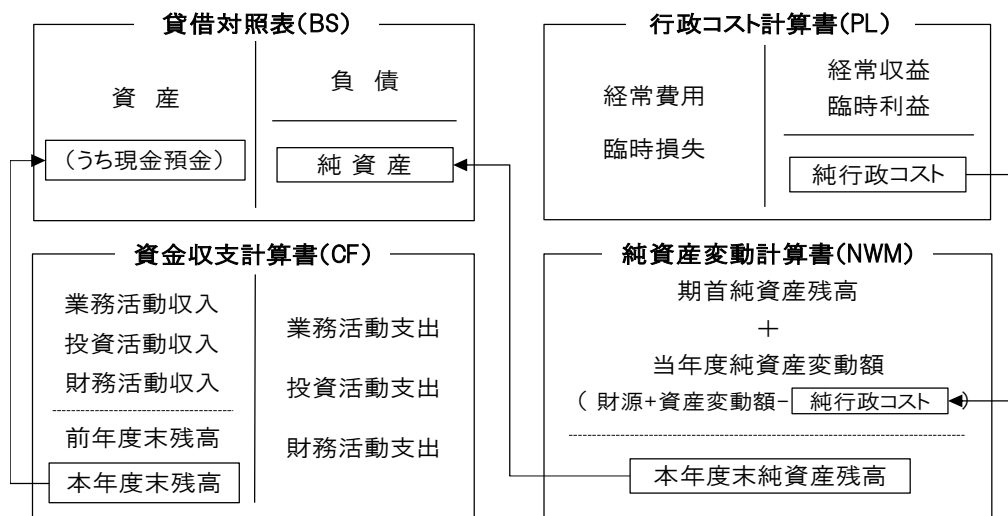 貸借対照表(BS)
資　産
(うち現金預金)
負　債
純 資 産
行政コスト計算書(PL)
経常費用
臨時損失
経常収益
臨時利益
純行政コスト
資金収支計算書(CF)
業務活動収入
投資活動収入
財務活動収入
前年度末残高
本年度末残高
業務活動支出
投資活動支出
財務活動支出
純資産変動計算書(NWM)
期首純資産残高
＋
当年度純資産変動額
( 財源+資産変動額- 純行政コスト )
本年度末純資産残高